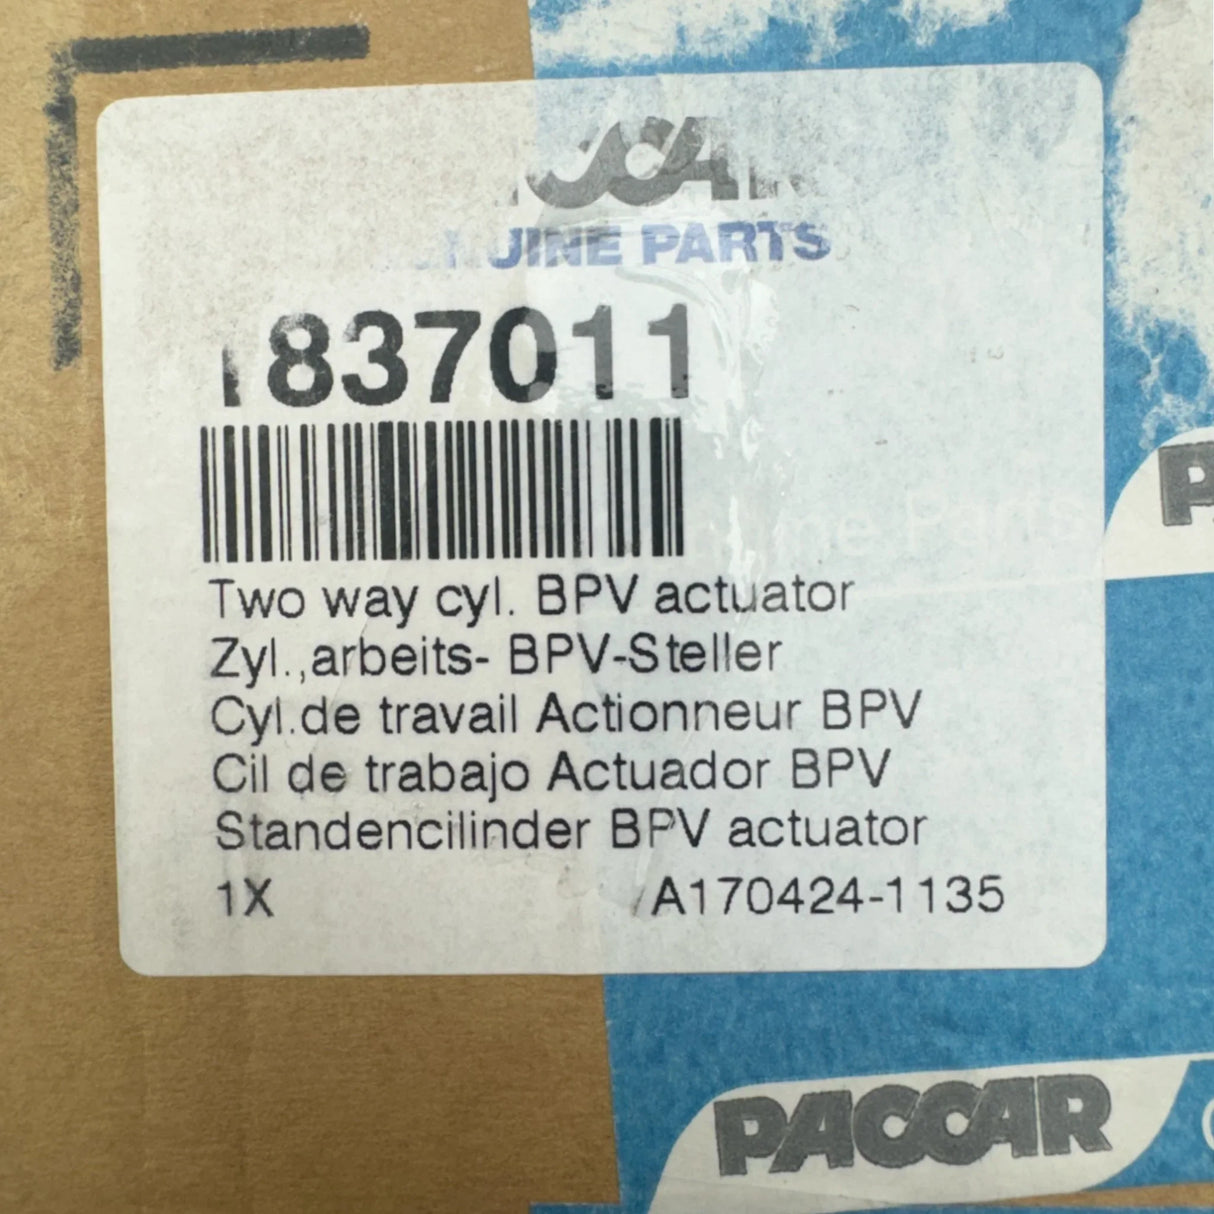 PARTS
1837011
Two way cyl. BPV actuator
Zyl.,arbeits- BPV-Steller
Cyl.de travail Actionneur BPV
Cil de trabajo Actuador BPV
Standencilinder BPV actuator
1X /A170424-1135
PACCAR